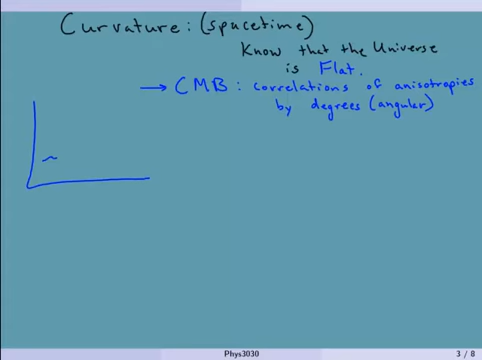 Curvature: (spacetime)
Know that the Universe
is Flat.
→ CMB: correlations of anisotropies
by degrees (angular)
Phys3030
3 / 8